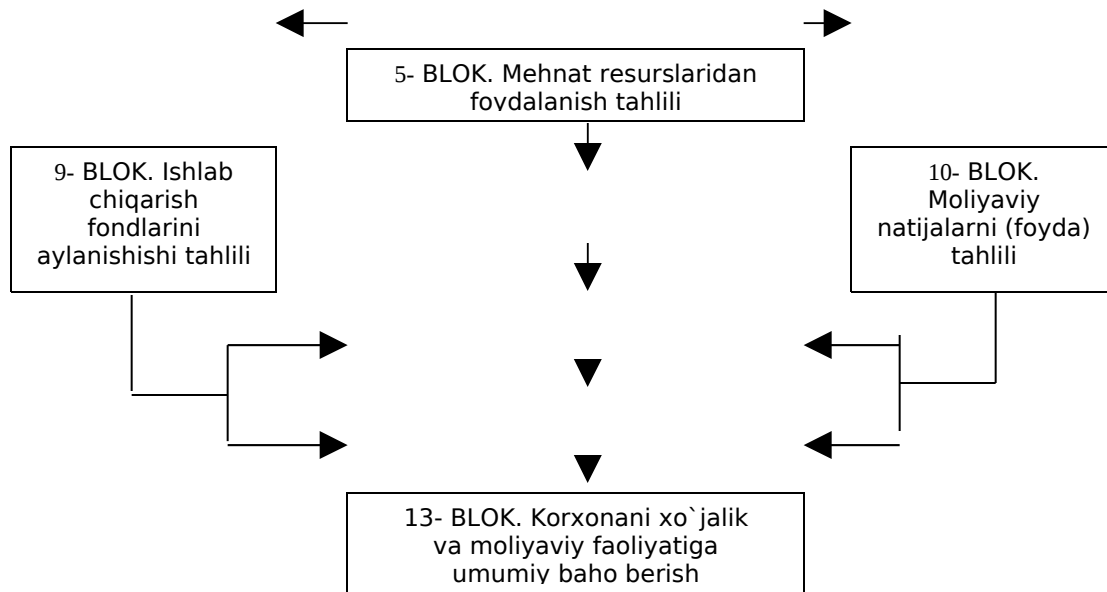 5- BLOK. Mehnat resurslaridan
foydalanish tahlili
9- BLOK. Ishlab
chiqarish
fondlarini
aylanishishi tahlili
10- BLOK.
Moliyaviy
natijalarni (foyda)
tahlili
13- BLOK. Korxonani xo`jalik
va moliyaviy faoliyatiga
umumiy baho berish